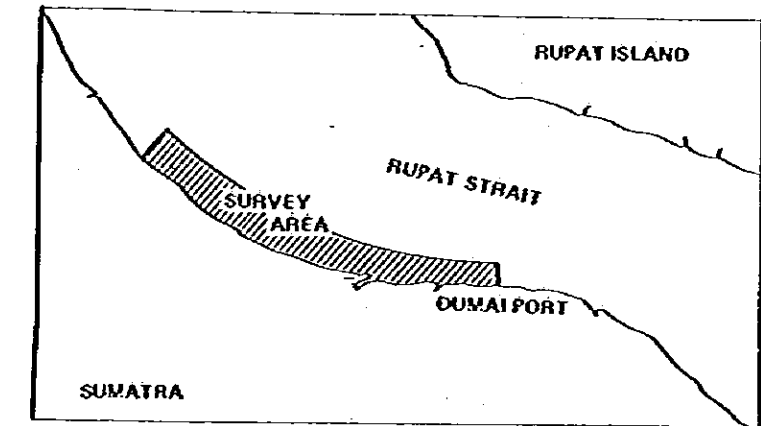 RUPAT ISLAND
RUPAT STRAIT
SURVEY
AREA
DUMAI PORT
SUMATRA